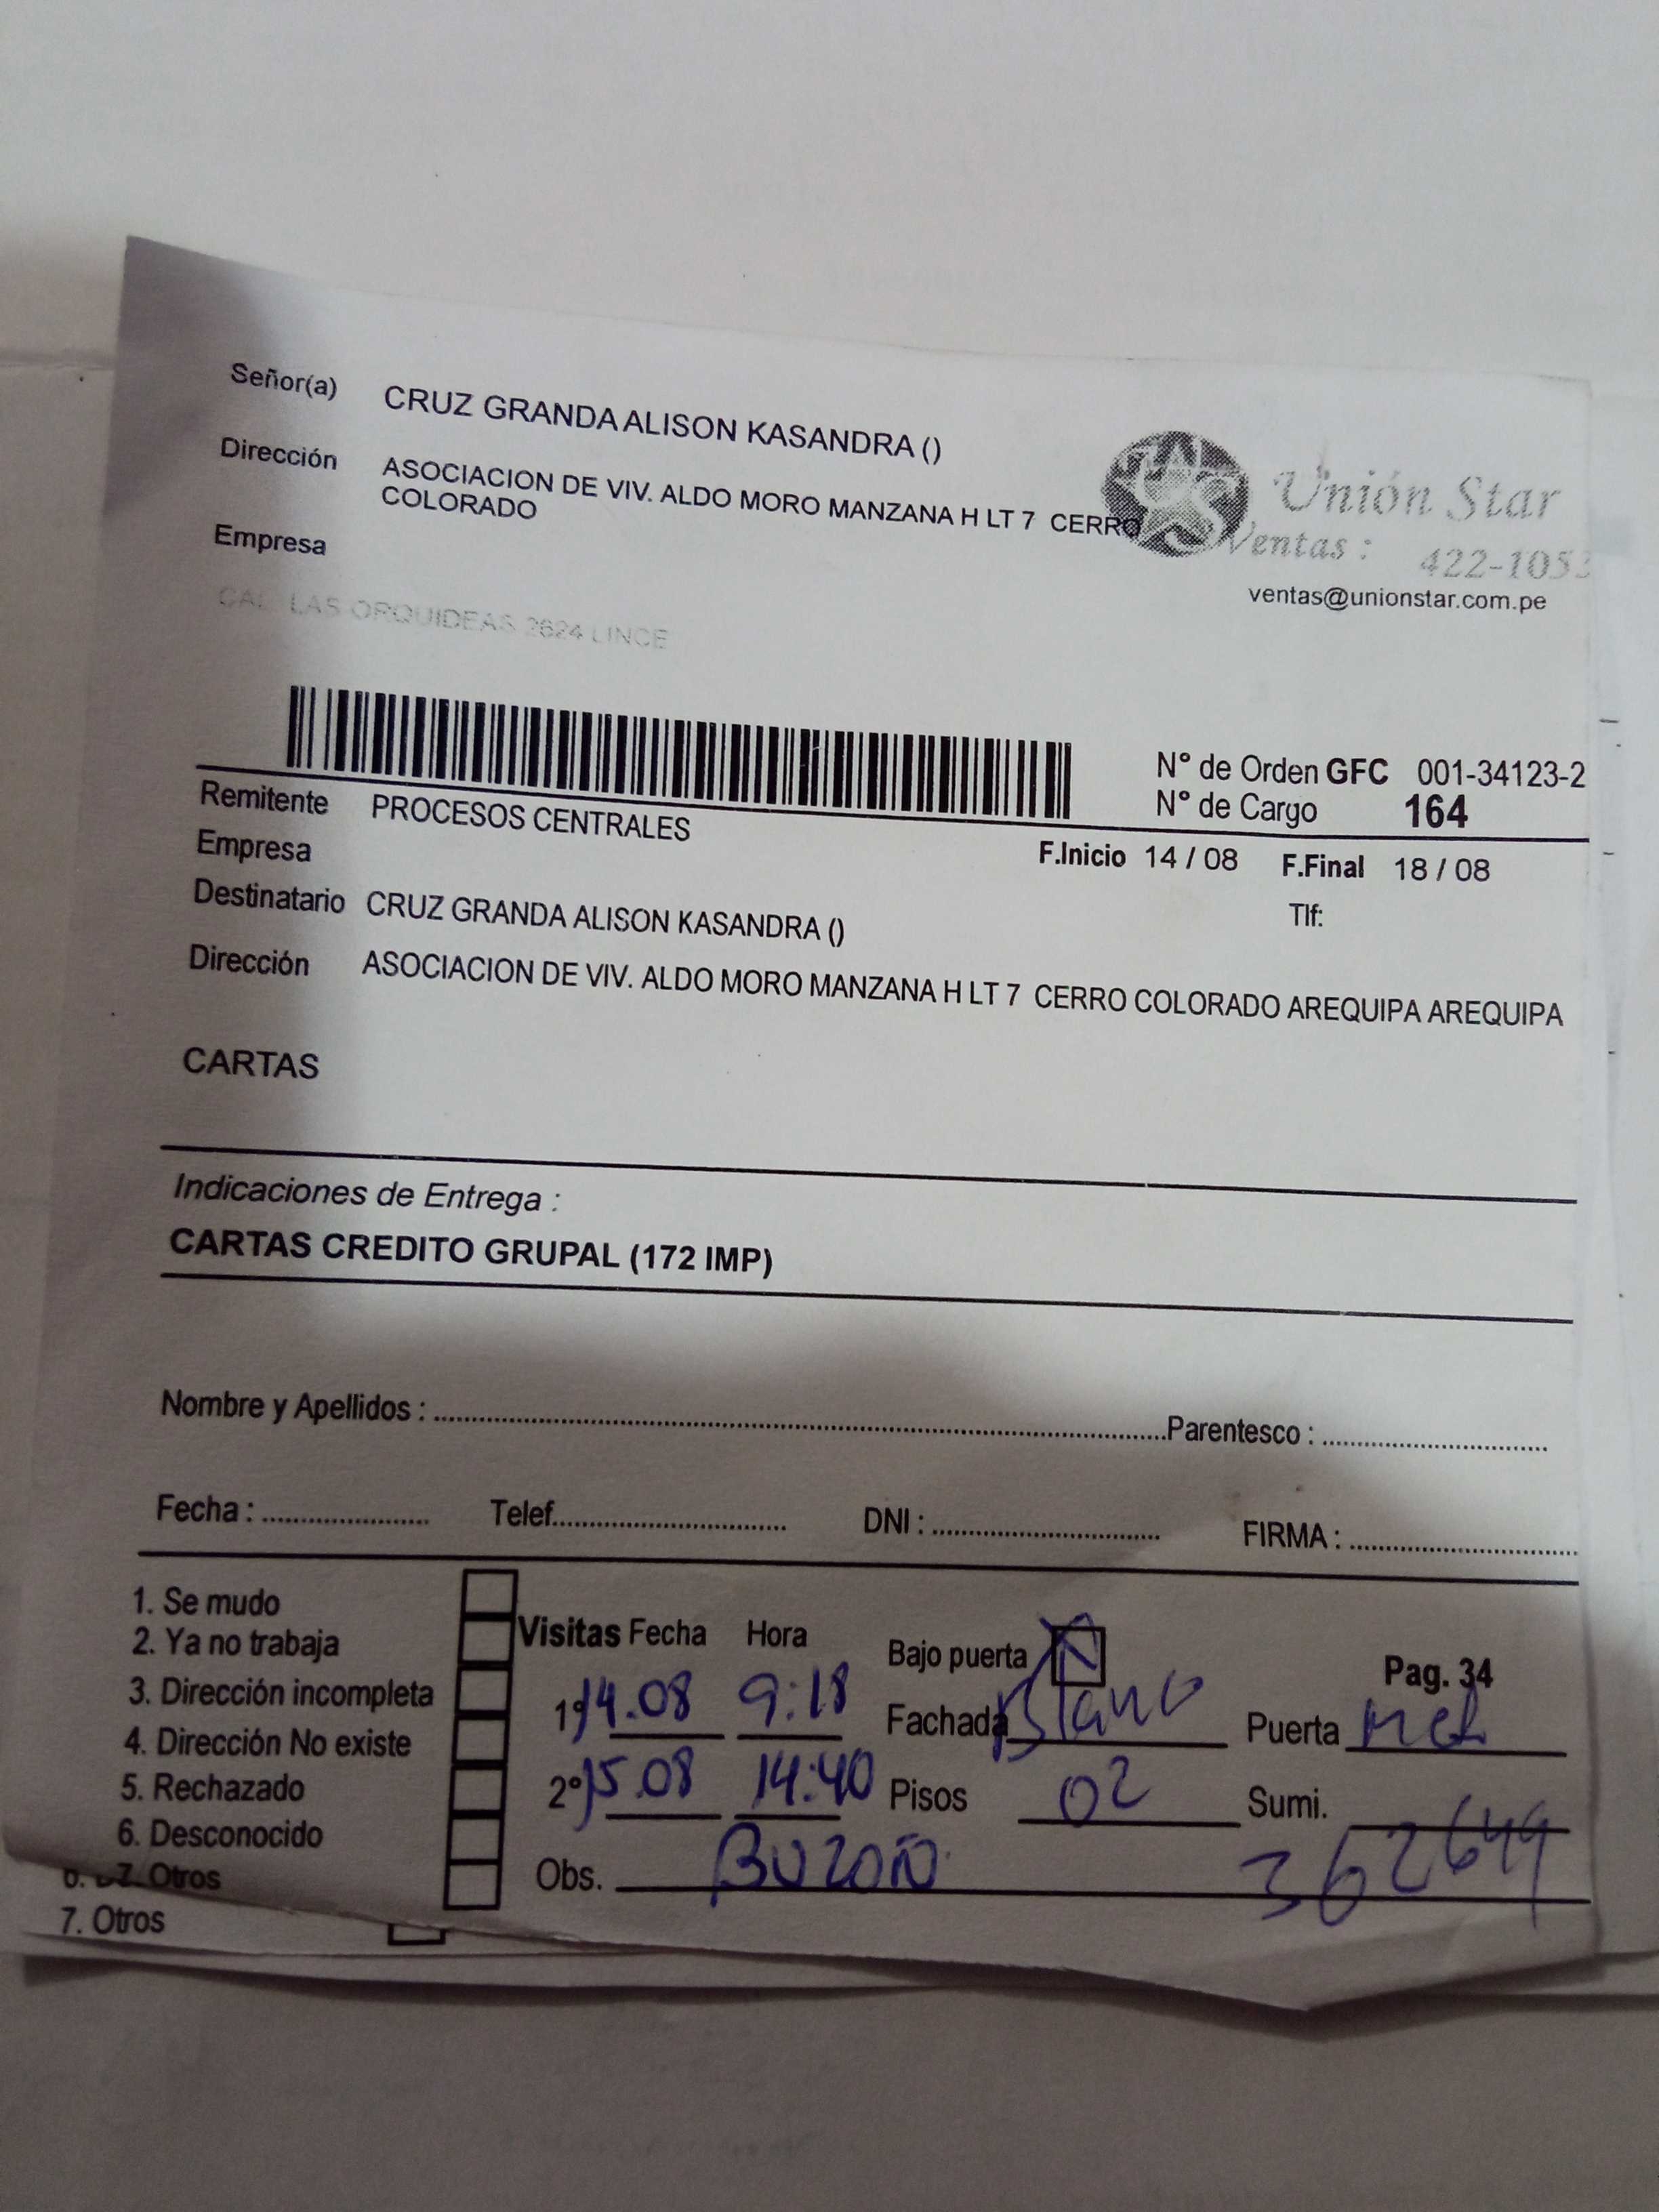 Señor(a) CRUZ GRANDA ALISON KASANDRA ()
Dirección ASOCIACION DE VIV. ALDO MORO MANZANA H LT 7 CERRO
COLORADO
Empresa
Unión Star
Ventas : 422-105
ventas@unionstar.com.pe
CAL LAS ORQUIDEAS 2624 LINCE
N° de Orden GFC 001-34123-2
N° de Cargo 164
Remitente PROCESOS CENTRALES
Empresa
F.Inicio 14 / 08 F.Final 18 / 08
Destinatario CRUZ GRANDA ALISON KASANDRA ()
Tlf:
Dirección ASOCIACION DE VIV. ALDO MORO MANZANA H LT 7 CERRO COLORADO AREQUIPA AREQUIPA
CARTAS
Indicaciones de Entrega :
CARTAS CREDITO GRUPAL (172 IMP)
Nombre y Apellidos : Parentesco :
Fecha : Telef. DNI : FIRMA :
1. Se mudo
2. Ya no trabaja
3. Dirección incompleta
4. Dirección No existe
5. Rechazado
6. Desconocido
7. Otros
Visitas Fecha Hora
1º 14.08 9:18
2º 15.08 14:40
Obs. BUZON
Bajo puerta X
Fachada Blanco
Pisos 02
Pag. 34
Puerta Met
Sumi.
362649
7. Otros